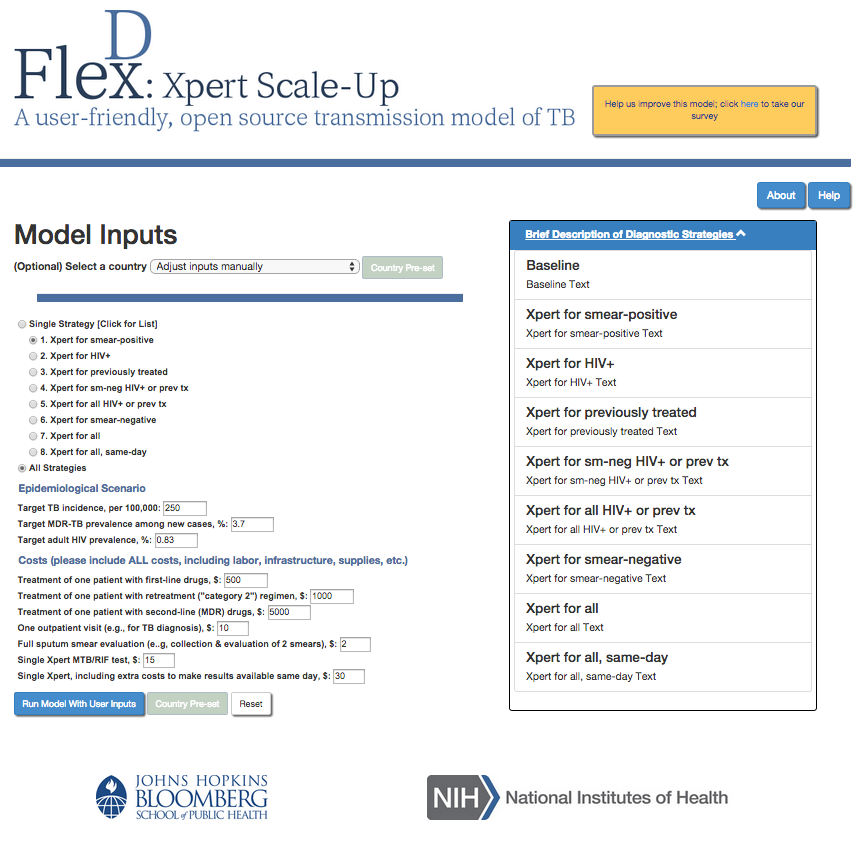 FlexD: Xpert Scale-Up
A user-friendly, open source transmission model of TB
Help us improve this model; click here to take our
survey
About
Help
Model Inputs
(Optional) Select a country
Adjust inputs manually
Country Pre-set
Single Strategy [Click for List]
1. Xpert for smear-positive
2. Xpert for HIV+
3. Xpert for previously treated
4. Xpert for sm-neg HIV+ or prev tx
5. Xpert for all HIV+ or prev tx
6. Xpert for smear-negative
7. Xpert for all
8. Xpert for all, same-day
All Strategies
Epidemiological Scenario
Target TB incidence, per 100,000: 250
Target MDR-TB prevalence among new cases, %: 3.7
Target adult HIV prevalence, %: 0.83
Costs (please include ALL costs, including labor, infrastructure, supplies, etc.)
Treatment of one patient with first-line drugs, $: 500
Treatment of one patient with retreatment ("category 2") regimen, $: 1000
Treatment of one patient with second-line (MDR) drugs, $: 5000
One outpatient visit (e.g., for TB diagnosis), $: 10
Full sputum smear evaluation (e..g, collection & evaluation of 2 smears), $: 2
Single Xpert MTB/RIF test, $: 15
Single Xpert, including extra costs to make results available same day, $: 30
Run Model With User Inputs
Country Pre-set
Reset
Brief Description of Diagnostic Strategies
Baseline
Baseline Text
Xpert for smear-positive
Xpert for smear-positive Text
Xpert for HIV+
Xpert for HIV+ Text
Xpert for previously treated
Xpert for previously treated Text
Xpert for sm-neg HIV+ or prev tx
Xpert for sm-neg HIV+ or prev tx Text
Xpert for all HIV+ or prev tx
Xpert for all HIV+ or prev tx Text
Xpert for smear-negative
Xpert for smear-negative Text
Xpert for all
Xpert for all Text
Xpert for all, same-day
Xpert for all, same-day Text
JOHNS HOPKINS
BLOOMBERG
SCHOOL of PUBLIC HEALTH
NIH National Institutes of Health